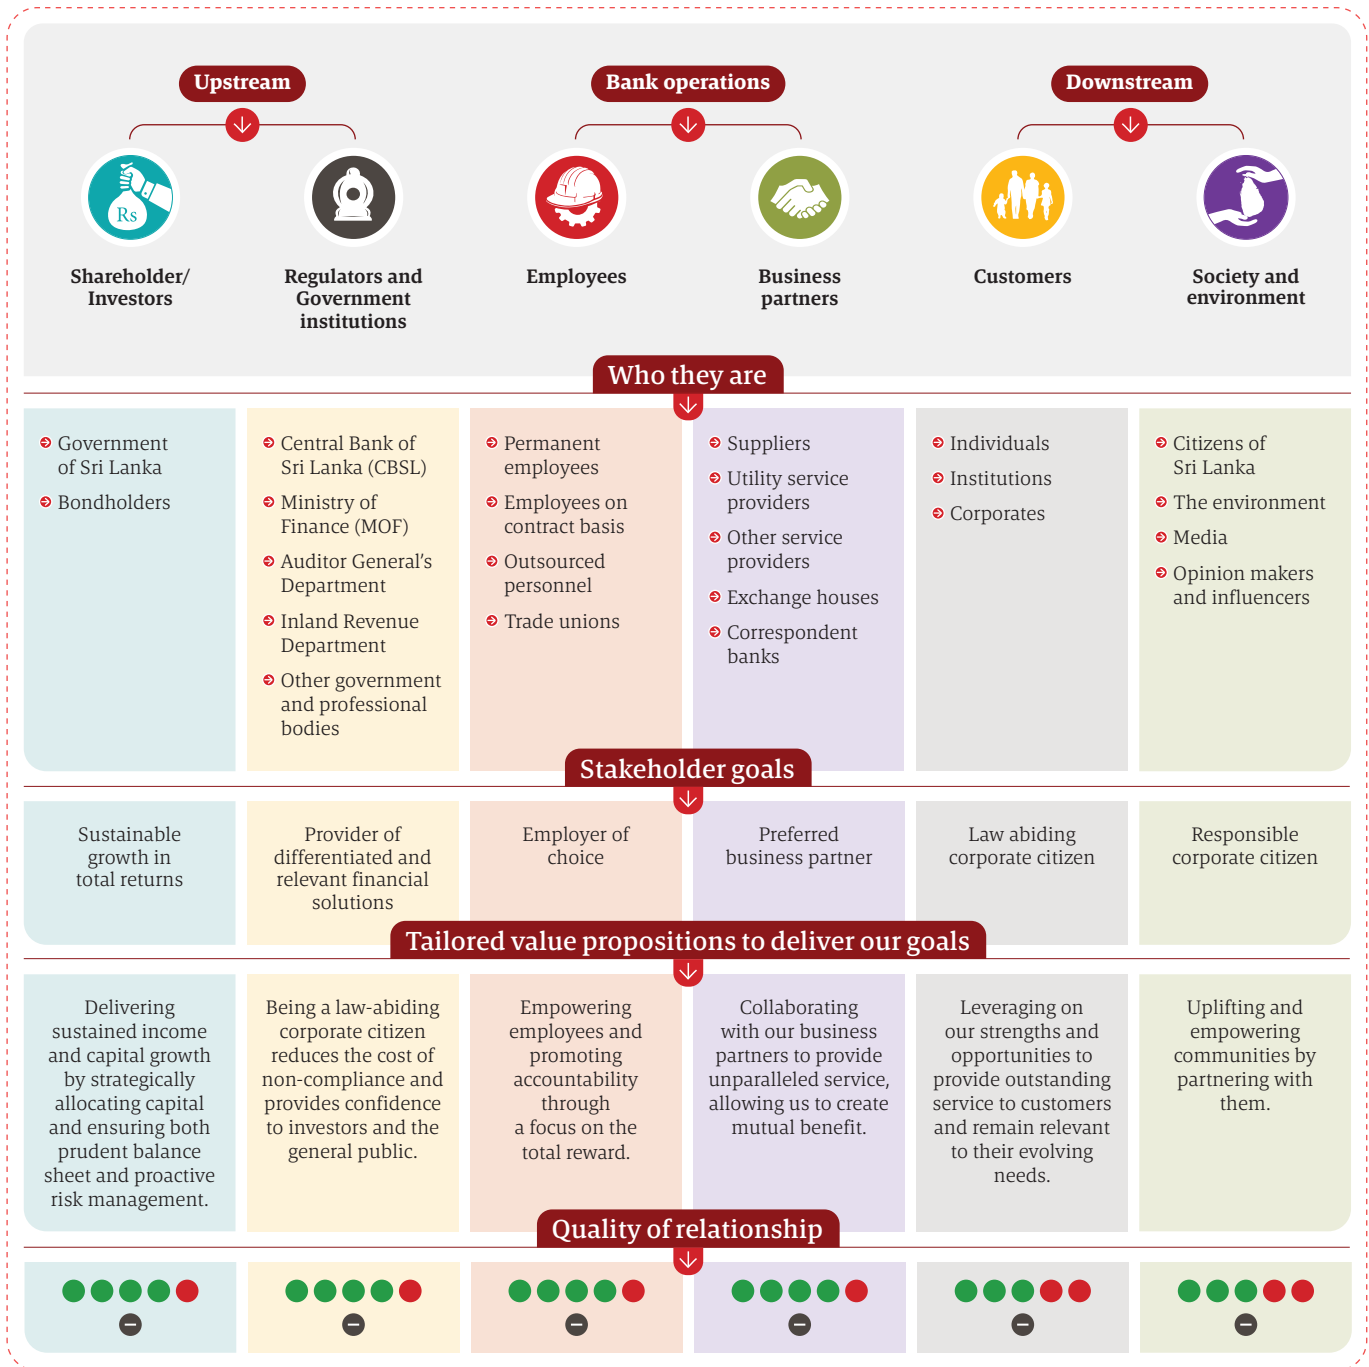 Upstream
Bank operations
Downstream
Rs
Shareholder/
Investors
Regulators and
Government
institutions
Employees
Business
partners
Customers
Society and
environment
Who they are
Government
of Sri Lanka
Bondholders
Central Bank of
Sri Lanka (CBSL)
Ministry of
Finance (MOF)
Auditor General’s
Department
Inland Revenue
Department
Other government
and professional
bodies
Permanent
employees
Employees on
contract basis
Outsourced
personnel
Trade unions
Suppliers
Utility service
providers
Other service
providers
Exchange houses
Correspondent
banks
Individuals
Institutions
Corporates
Citizens of
Sri Lanka
The environment
Media
Opinion makers
and influencers
Stakeholder goals
Sustainable
growth in
total returns
Provider of
differentiated and
relevant financial
solutions
Employer of
choice
Preferred
business partner
Law abiding
corporate citizen
Responsible
corporate citizen
Tailored value propositions to deliver our goals
Delivering
sustained income
and capital growth
by strategically
allocating capital
and ensuring both
prudent balance
sheet and proactive
risk management.
Being a law-abiding
corporate citizen
reduces the cost of
non-compliance and
provides confidence
to investors and the
general public.
Empowering
employees and
promoting
accountability
through
a focus on the
total reward.
Collaborating
with our business
partners to provide
unparalleled service,
allowing us to create
mutual benefit.
Leveraging on
our strengths and
opportunities to
provide outstanding
service to customers
and remain relevant
to their evolving
needs.
Uplifting and
empowering
communities by
partnering with
them.
Quality of relationship